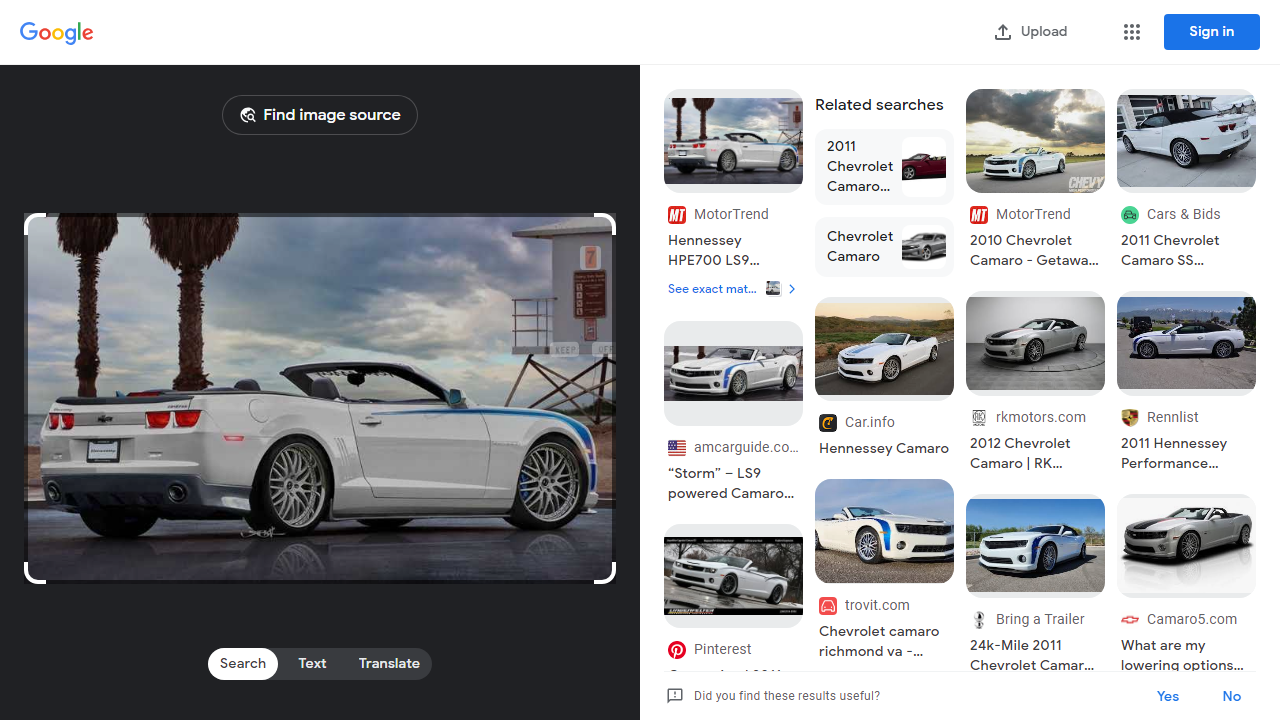 Google
Upload
Sign in
Find image source
7
KEEP
Search
Text
Translate
MotorTrend
Hennessey
HPE700 LS9...
See exact mat...
amcarguide.co...
“Storm” – LS9
powered Camaro...
Pinterest
Related searches
2011
Chevrolet
Camaro...
Chevrolet
Camaro
Car.info
Hennessey Camaro
trovit.com
Chevrolet camaro
richmond va -...
CHEVY
MotorTrend
2010 Chevrolet
Camaro - Getawa...
rkmotors.com
2012 Chevrolet
Camaro | RK...
Bring a Trailer
24k-Mile 2011
Chevrolet Camar...
Cars & Bids
2011 Chevrolet
Camaro SS...
Rennlist
2011 Hennessey
Performance...
Camaro5.com
What are my
lowering options...
Did you find these results useful?
Yes
No